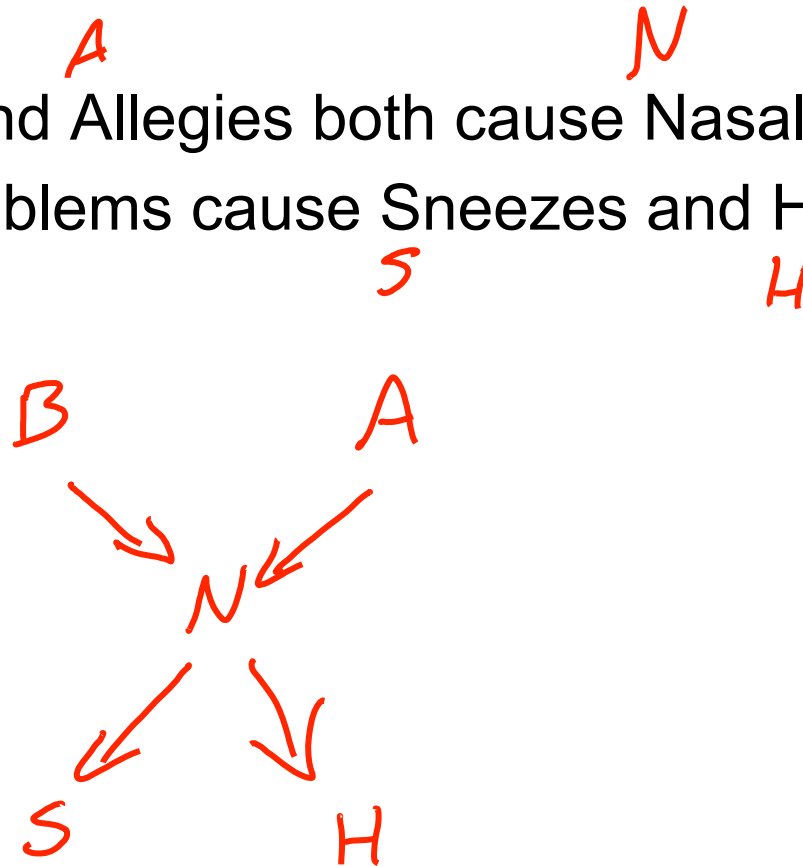 A N
nd Allegies both cause Nasal
blems cause Sneezes and H
S H
B A
N
S H